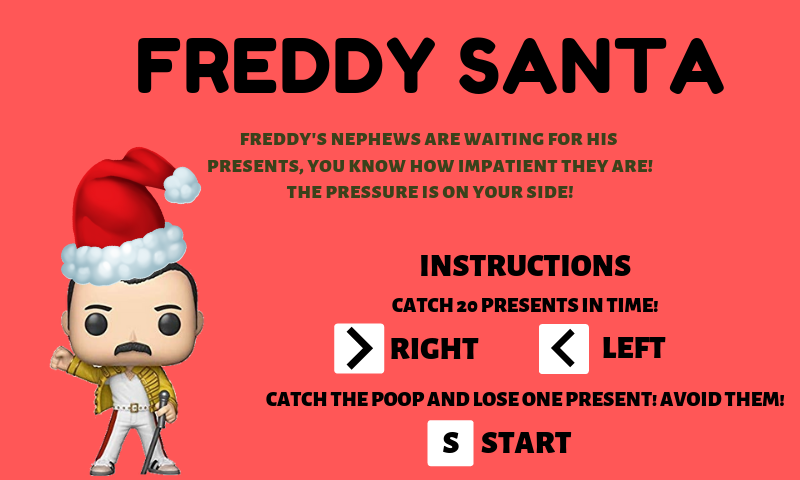 FREDDY SANTA
FREDDY'S NEPHEWS ARE WAITING FOR HIS
PRESENTS, YOU KNOW HOW IMPATIENT THEY ARE!
THE PRESSURE IS ON YOUR SIDE!
INSTRUCTIONS
CATCH 20 PRESENTS IN TIME!
> RIGHT < LEFT
CATCH THE POOP AND LOSE ONE PRESENT! AVOID THEM!
S START